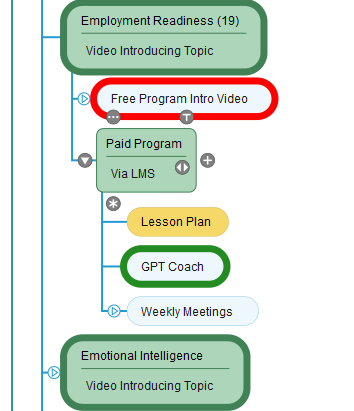 Employment Readiness (19)
Video Introducing Topic
Free Program Intro Video
Paid Program
Via LMS
Lesson Plan
GPT Coach
Weekly Meetings
Emotional Intelligence
Video Introducing Topic